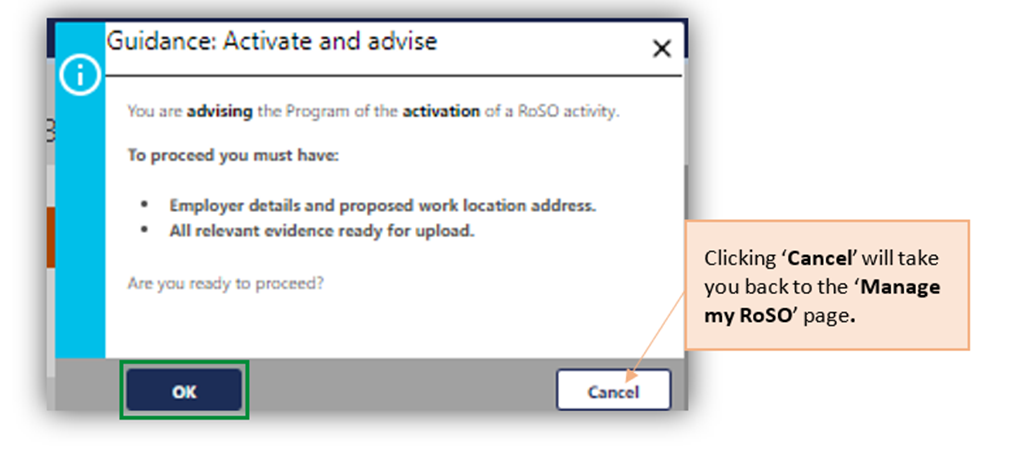 Guidance: Activate and advise
You are advising the Program of the activation of a RoSO activity.
To proceed you must have:
• Employer details and proposed work location address.
• All relevant evidence ready for upload.
Are you ready to proceed?
OK
Cancel
Clicking ‘Cancel’ will take
you back to the ‘Manage
my RoSO’ page.